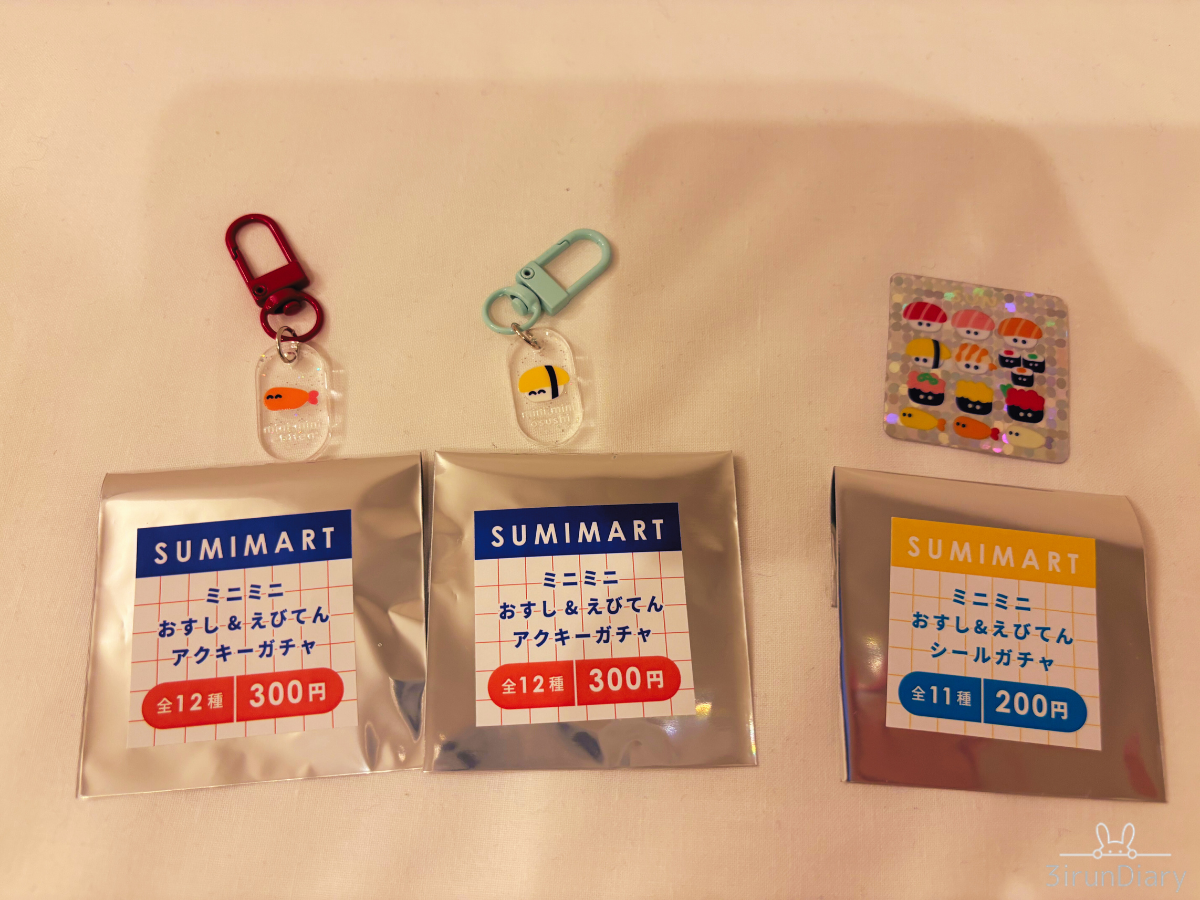 mini mini
SUMIMART
ミニミニ
おすし&えびてん
アクキーガチャ
全12種 300円
SUMIMART
ミニミニ
おすし&えびてん
アクキーガチャ
全12種 300円
SUMIMART
ミニミニ
おすし&えびてん
シールガチャ
全11種 200円
SirunDiary